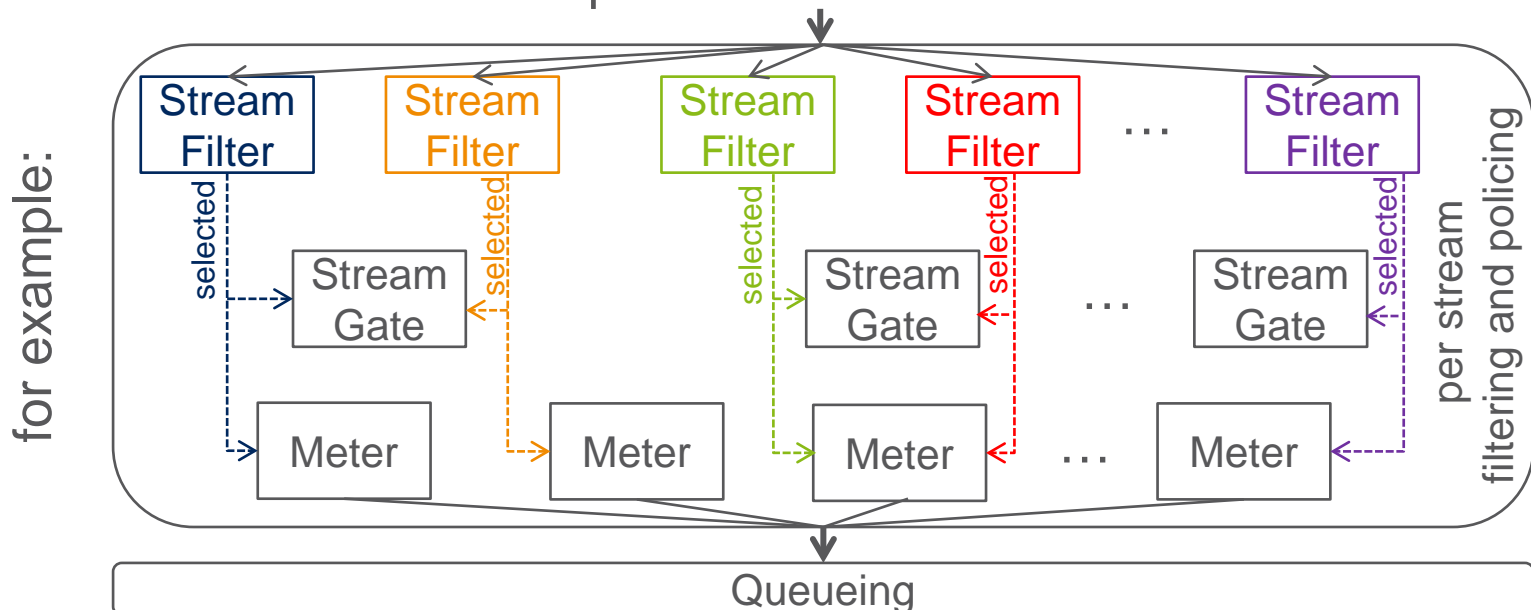 for example:
Stream
Filter
Stream
Filter
Stream
Filter
Stream
Filter
...
Stream
Filter
selected
selected
selected
selected
selected
Stream
Gate
Stream
Gate
...
Stream
Gate
Meter
Meter
Meter
...
Meter
per stream
filtering and policing
Queueing